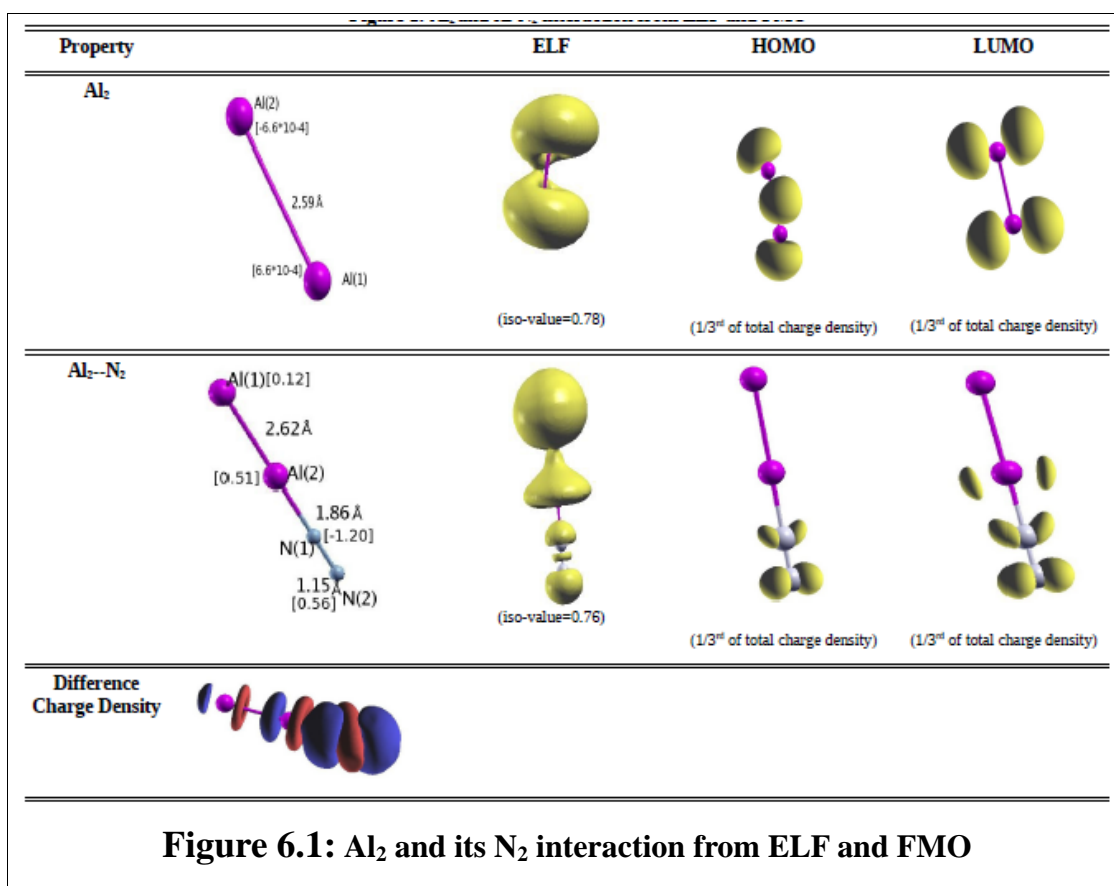 Property ELF HOMO LUMO
Al₂
Al(2)
[-6.6*10-4]
2.59Å
[6.6*10-4] Al(1)
(iso-value=0.78) (1/3rd of total charge density) (1/3rd of total charge density)
Al₂--N₂
Al(1)[0.12]
2.62Å
[0.51] Al(2)
1.86Å
N(1) [-1.20]
1.15Å
[0.56] N(2)
(iso-value=0.76) (1/3rd of total charge density) (1/3rd of total charge density)
Difference
Charge Density
Figure 6.1: Al₂ and its N₂ interaction from ELF and FMO